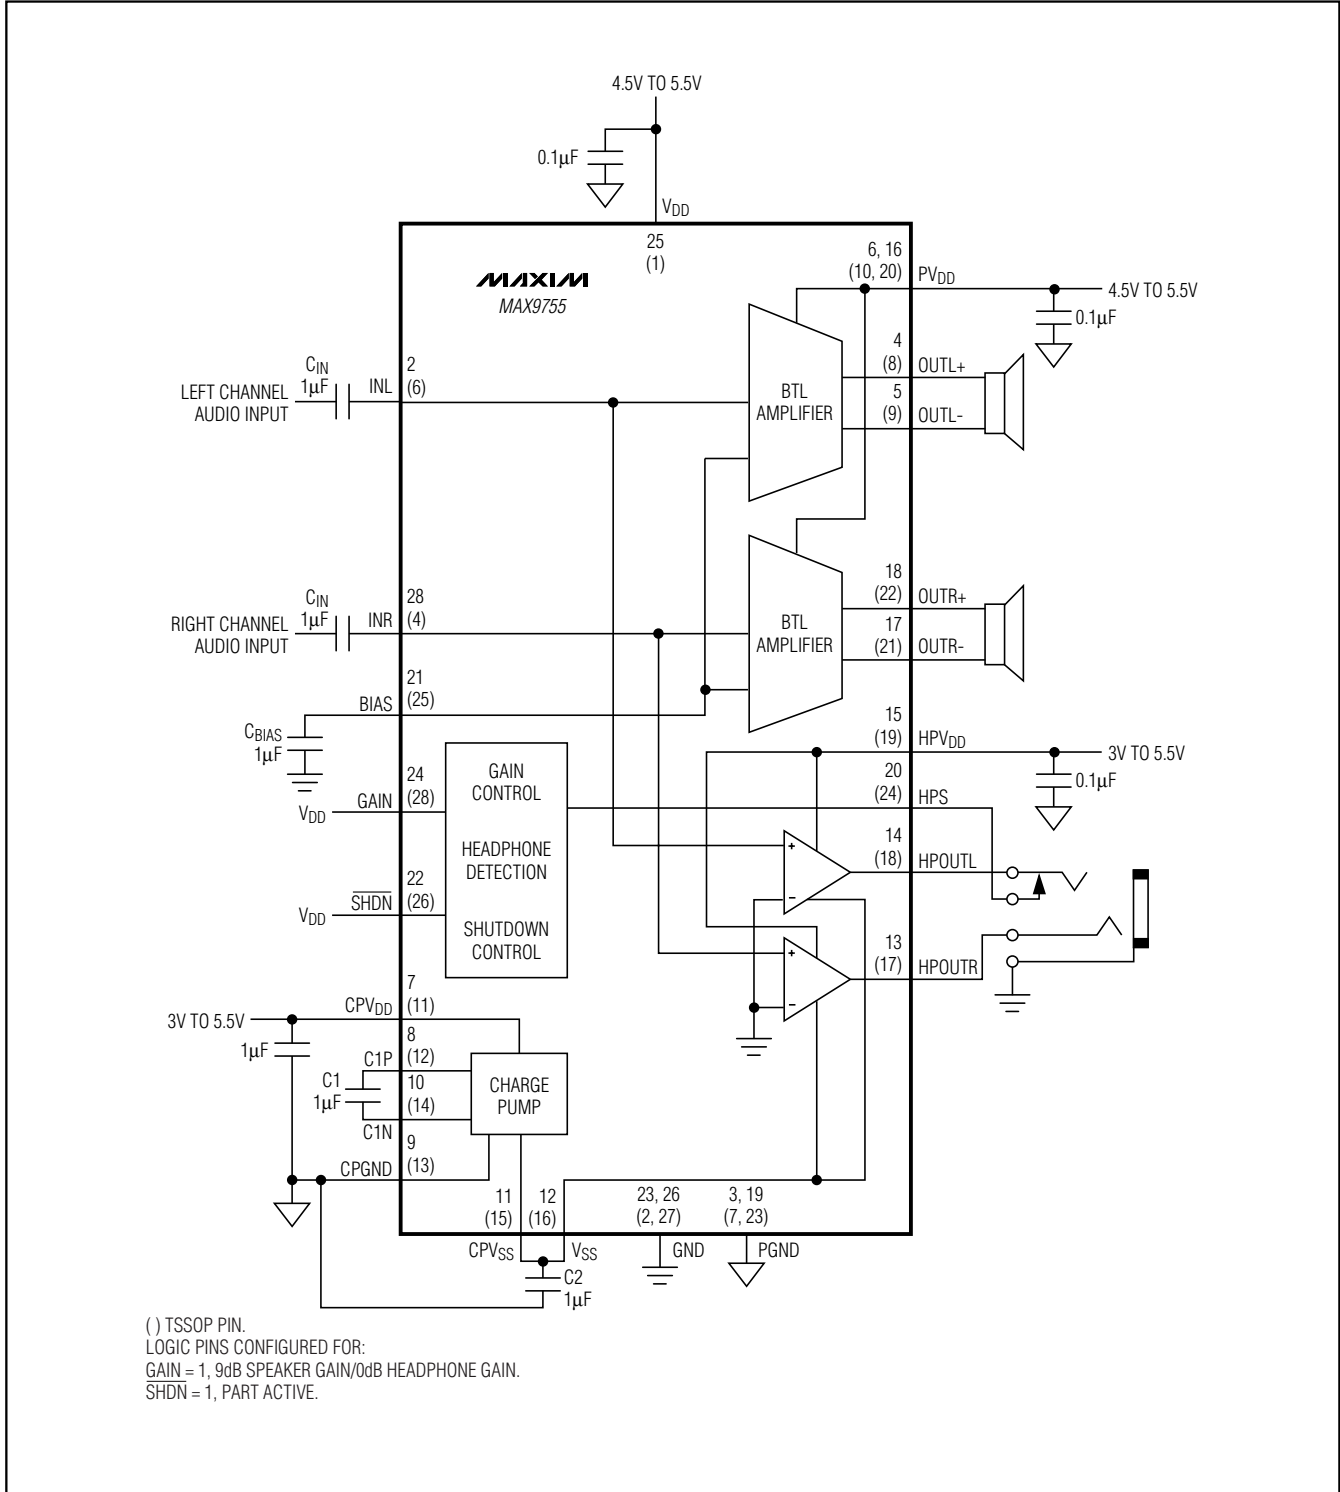 4.5V TO 5.5V
0.1µF
VDD
25
(1)
MAXIM
MAX9755
6, 16
(10, 20)
PVDD
4.5V TO 5.5V
0.1µF
LEFT CHANNEL
AUDIO INPUT
CIN
1µF
INL
2
(6)
BTL
AMPLIFIER
4
(8)
OUTL+
5
(9)
OUTL-
RIGHT CHANNEL
AUDIO INPUT
CIN
1µF
INR
28
(4)
BTL
AMPLIFIER
18
(22)
OUTR+
17
(21)
OUTR-
BIAS
21
(25)
CBIAS
1µF
15
(19)
HPVDD
3V TO 5.5V
0.1µF
VDD
GAIN
24
(28)
GAIN
CONTROL
HEADPHONE
DETECTION
SHUTDOWN
CONTROL
20
(24)
HPS
VDD
SHDN
22
(26)
+
-
14
(18)
HPOUTL
+
-
13
(17)
HPOUTR
3V TO 5.5V
CPVDD
7
(11)
1µF
C1P
8
(12)
C1
1µF
10
(14)
C1N
CHARGE
PUMP
CPGND
9
(13)
11
(15)
12
(16)
23, 26
(2, 27)
3, 19
(7, 23)
CPVSS
VSS
GND
PGND
C2
1µF
( ) TSSOP PIN.
LOGIC PINS CONFIGURED FOR:
GAIN = 1, 9dB SPEAKER GAIN/0dB HEADPHONE GAIN.
SHDN = 1, PART ACTIVE.